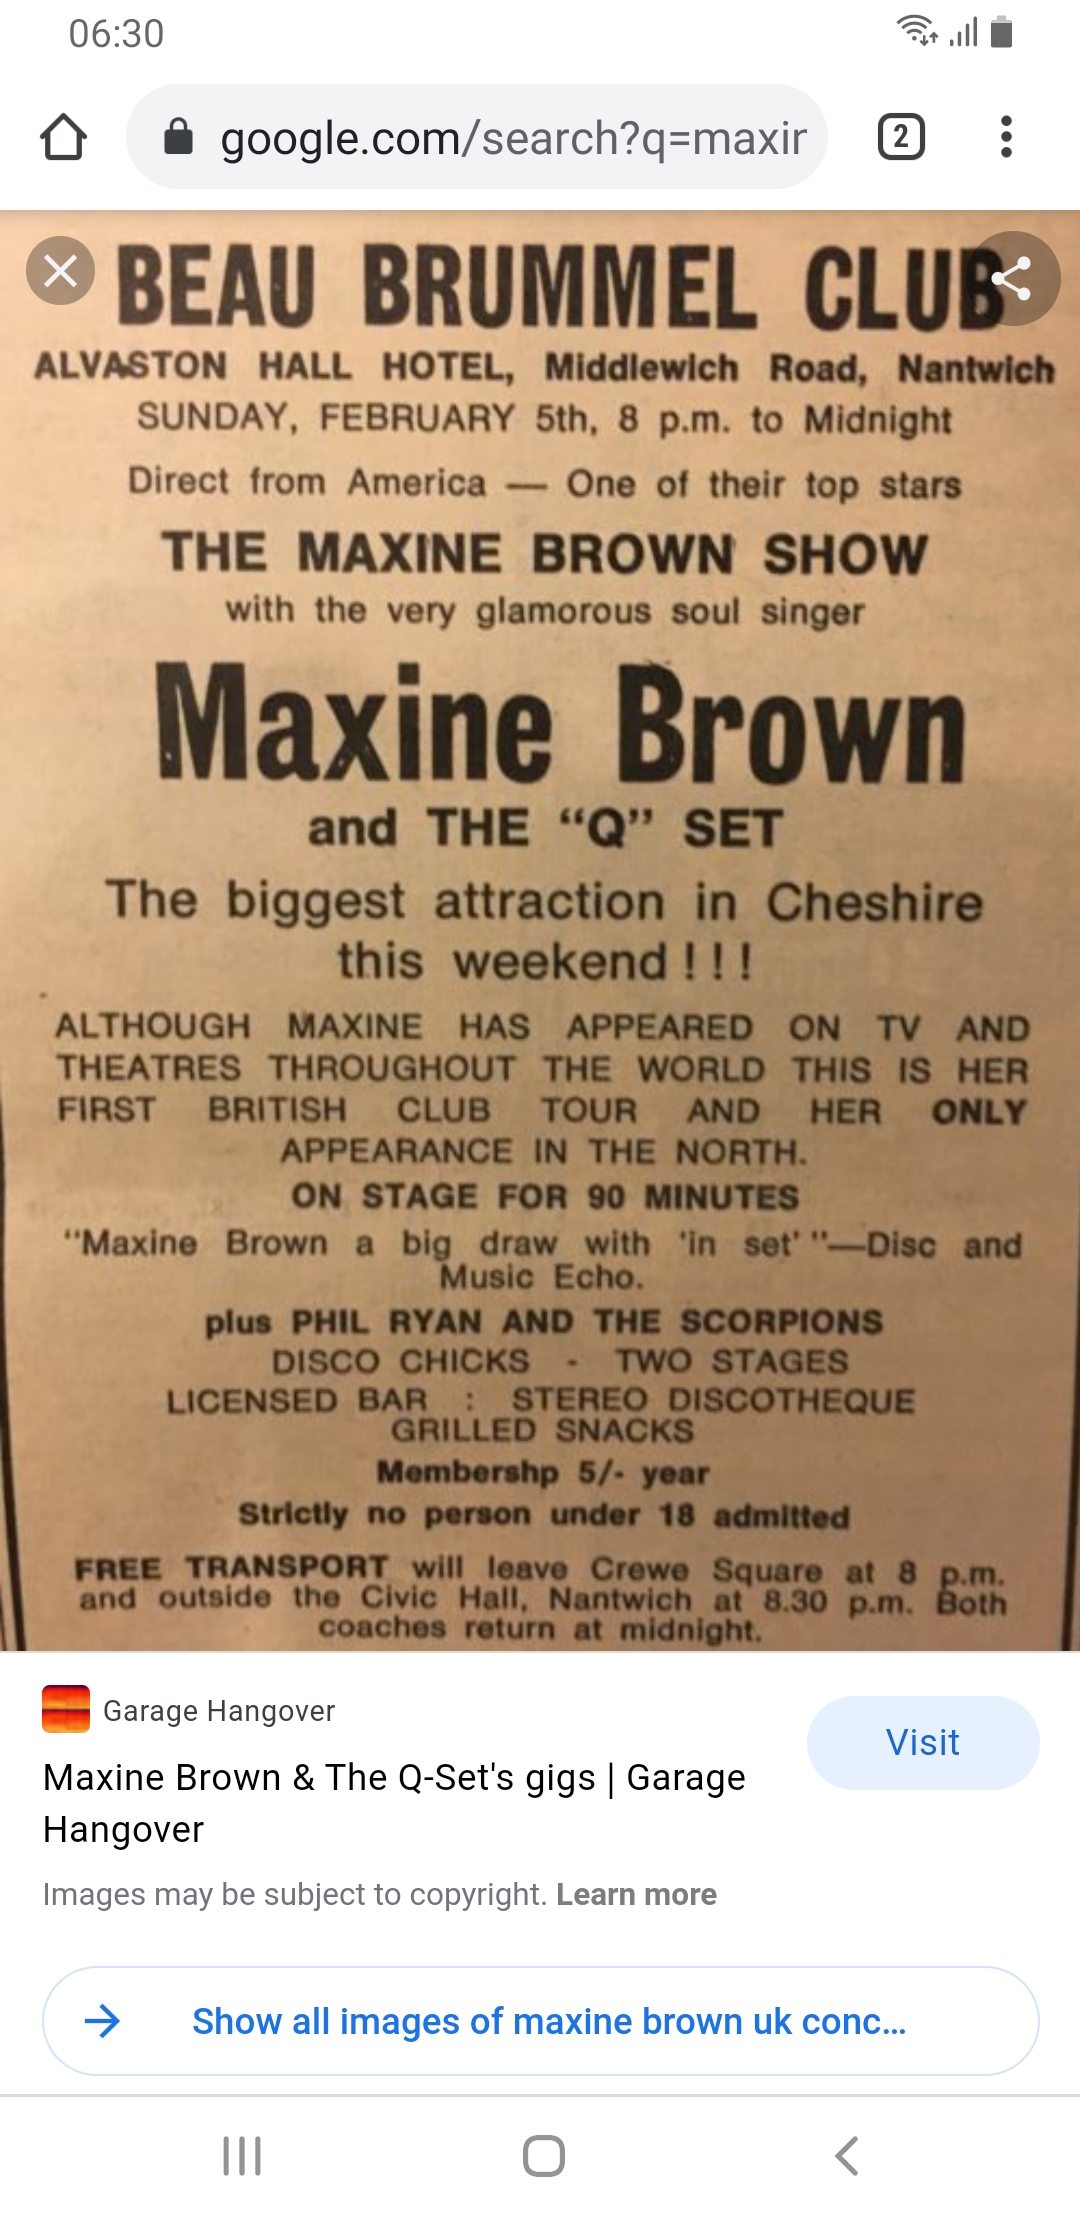 06:30
google.com/search?q=maxir
2
BEAU BRUMMEL CLUB
ALVASTON HALL HOTEL, Middlewich Road, Nantwich
SUNDAY, FEBRUARY 5th, 8 p.m. to Midnight
Direct from America — One of their top stars
THE MAXINE BROWN SHOW
with the very glamorous soul singer
Maxine Brown
and THE “Q” SET
The biggest attraction in Cheshire
this weekend ! ! !
ALTHOUGH MAXINE HAS APPEARED ON TV AND
THEATRES THROUGHOUT THE WORLD THIS IS HER
FIRST BRITISH CLUB TOUR AND HER ONLY
APPEARANCE IN THE NORTH.
ON STAGE FOR 90 MINUTES
"Maxine Brown a big draw with 'in set' "—Disc and
Music Echo.
plus PHIL RYAN AND THE SCORPIONS
DISCO CHICKS - TWO STAGES
LICENSED BAR : STEREO DISCOTHEQUE
GRILLED SNACKS
Membershp 5/- year
Strictly no person under 18 admitted
FREE TRANSPORT will leave Crewe Square at 8 p.m.
and outside the Civic Hall, Nantwich at 8.30 p.m. Both
coaches return at midnight.
Garage Hangover
Visit
Maxine Brown & The Q-Set's gigs | Garage
Hangover
Images may be subject to copyright. Learn more
Show all images of maxine brown uk conc...